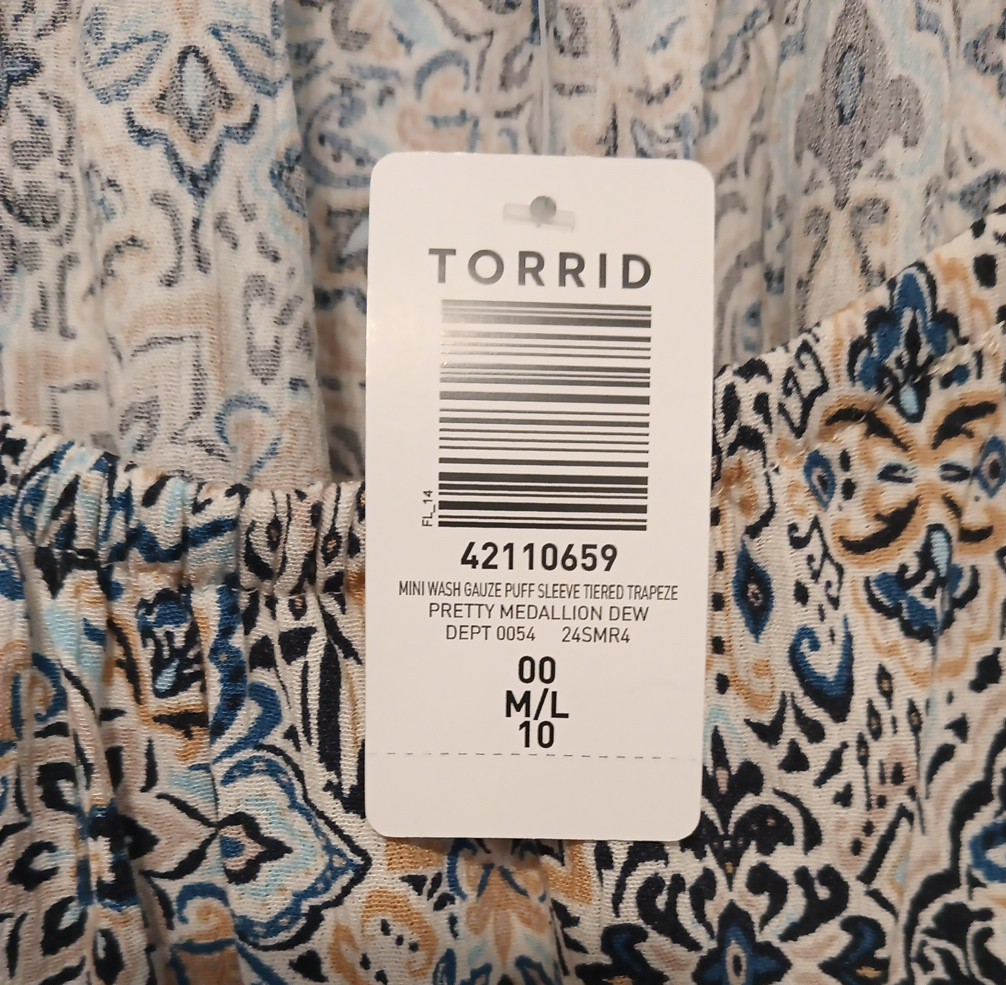 TORRID
FL_14
42110659
MINI WASH GAUZE PUFF SLEEVE TIERED TRAPEZE
PRETTY MEDALLION DEW
DEPT 0054 24SMR4
00
M/L
10